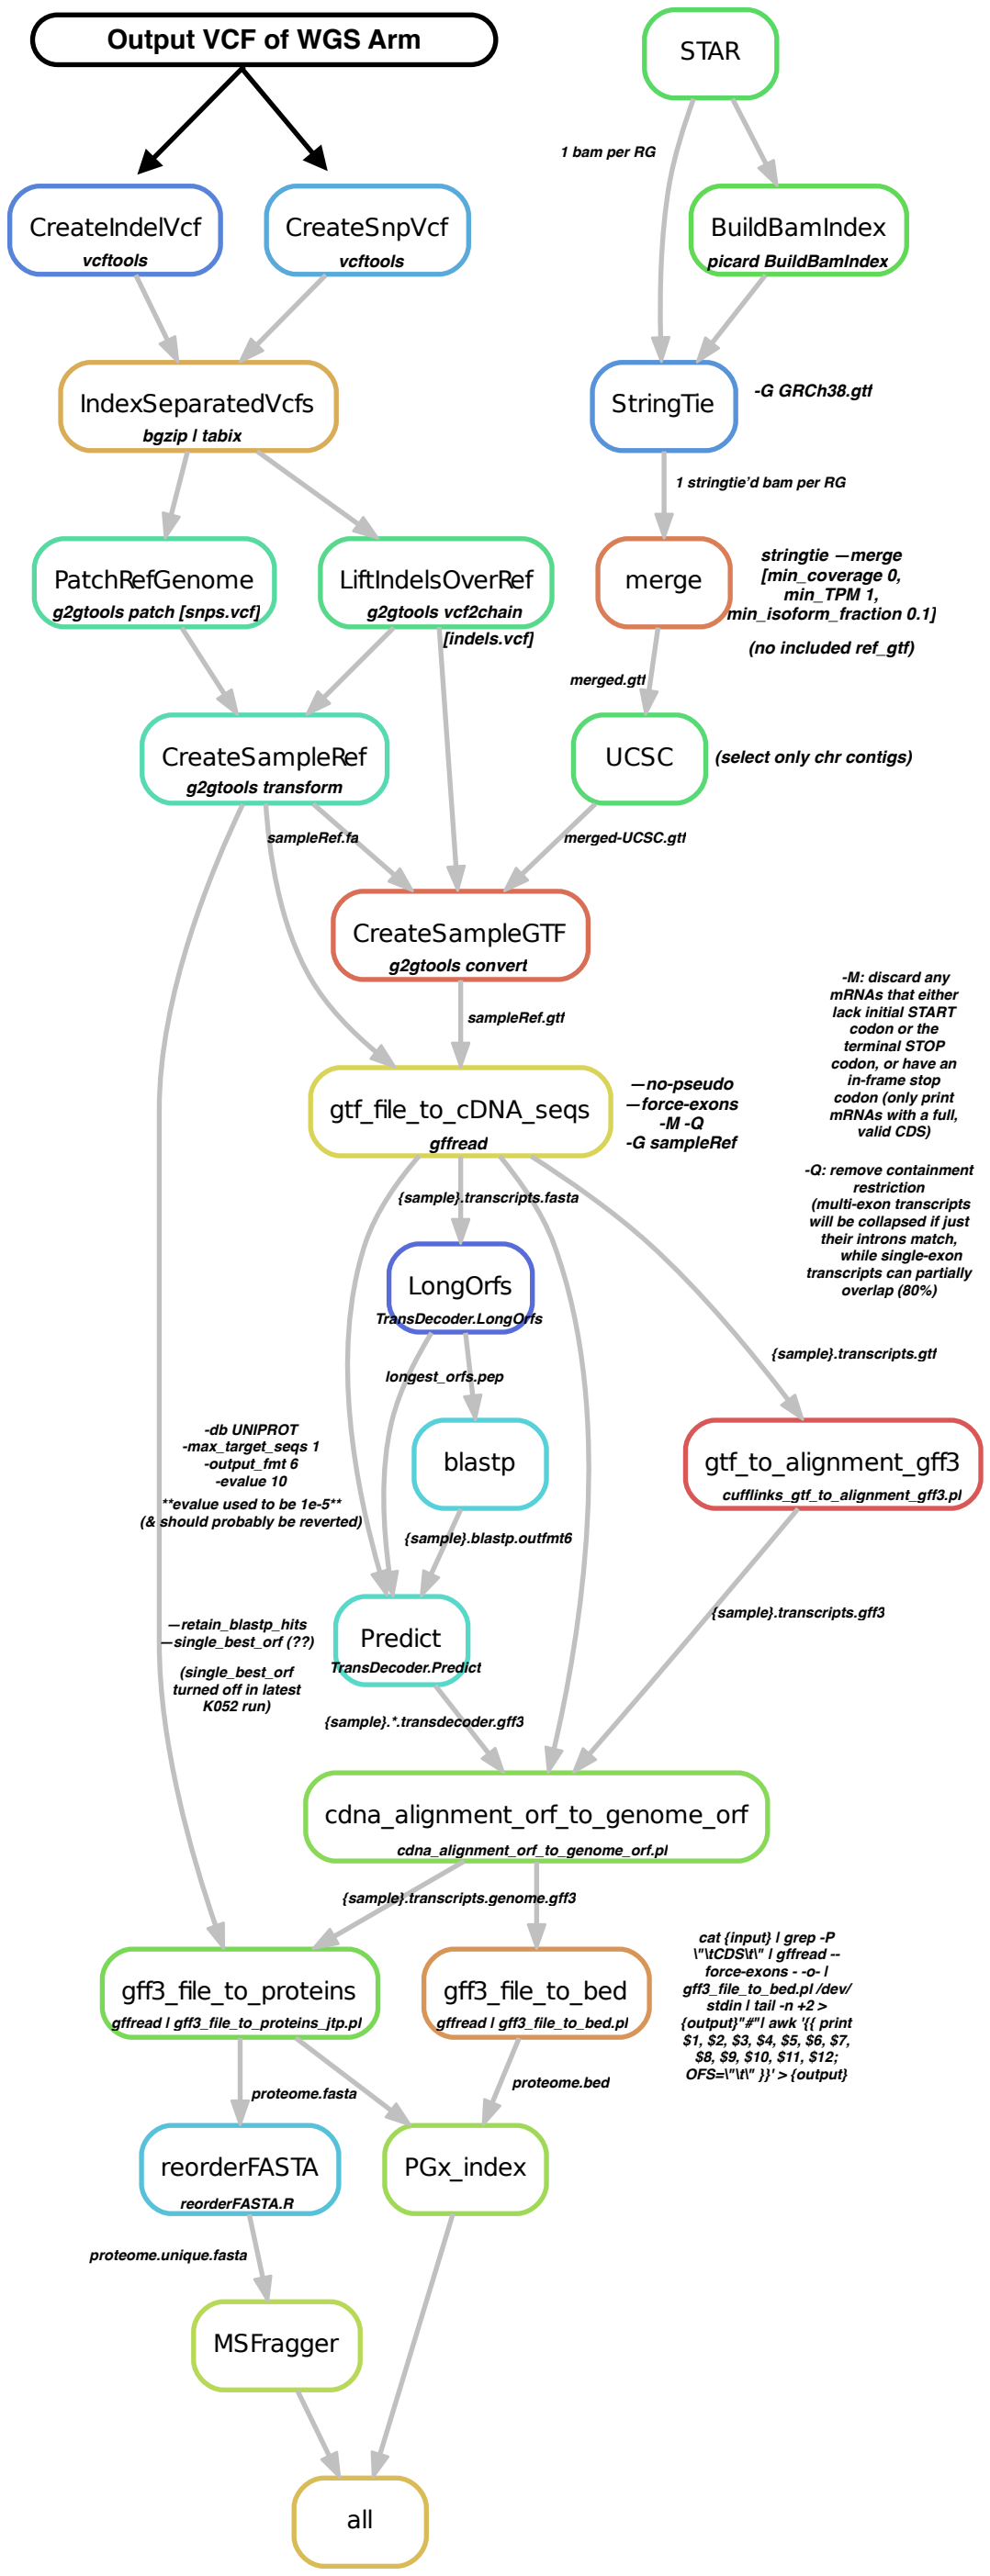 Output VCF of WGS Arm
STAR
1 bam per RG
CreateIndelVcf
vcftools
CreateSnpVcf
vcftools
BuildBamIndex
picard BuildBamIndex
IndexSeparatedVcfs
bgzip | tabix
StringTie
-G GRCh38.gtf
1 stringtie'd bam per RG
PatchRefGenome
g2gtools patch [snps.vcf]
LiftIndelsOverRef
g2gtools vcf2chain
[indels.vcf]
merge
stringtie —merge
[min_coverage 0,
min_TPM 1,
min_isoform_fraction 0.1]
(no included ref_gtf)
merged.gtf
CreateSampleRef
g2gtools transform
UCSC
(select only chr contigs)
sampleRef.fa
merged-UCSC.gtf
CreateSampleGTF
g2gtools convert
sampleRef.gtf
-M: discard any
mRNAs that either
lack initial START
codon or the
terminal STOP
codon, or have an
in-frame stop
codon (only print
mRNAs with a full,
valid CDS)
gtf_file_to_cDNA_seqs
gffread
—no-pseudo
—force-exons
-M -Q
-G sampleRef
-Q: remove containment
restriction
(multi-exon transcripts
will be collapsed if just
their introns match,
while single-exon
transcripts can partially
overlap (80%)
{sample}.transcripts.fasta
LongOrfs
TransDecoder.LongOrfs
{sample}.transcripts.gtf
longest_orfs.pep
-db UNIPROT
-max_target_seqs 1
-output_fmt 6
-evalue 10
**evalue used to be 1e-5**
(& should probably be reverted)
blastp
gtf_to_alignment_gff3
cufflinks_gtf_to_alignment_gff3.pl
{sample}.blastp.outfmt6
—retain_blastp_hits
—single_best_orf (??)
(single_best_orf
turned off in latest
K052 run)
Predict
TransDecoder.Predict
{sample}.transcripts.gff3
{sample}.*.transdecoder.gff3
cdna_alignment_orf_to_genome_orf
cdna_alignment_orf_to_genome_orf.pl
{sample}.transcripts.genome.gff3
gff3_file_to_proteins
gffread | gff3_file_to_proteins_jtp.pl
gff3_file_to_bed
gffread | gff3_file_to_bed.pl
cat {input} | grep -P
\"\tCDS\t\" | gffread --
force-exons - -o- |
gff3_file_to_bed.pl /dev/
stdin | tail -n +2 >
{output}"#"| awk '{{ print
$1, $2, $3, $4, $5, $6, $7,
$8, $9, $10, $11, $12;
OFS=\"\t\" }}' > {output}
proteome.fasta
proteome.bed
reorderFASTA
reorderFASTA.R
PGx_index
proteome.unique.fasta
MSFragger
all